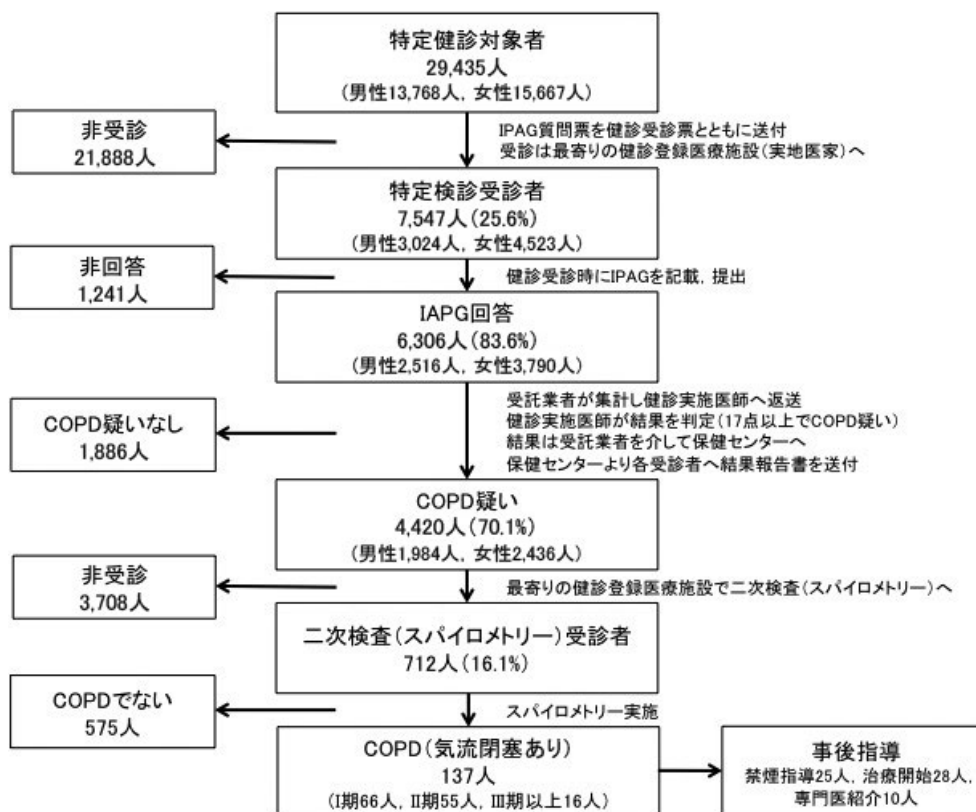 特定健診対象者
29,435人
(男性13,768人, 女性15,667人)
非受診
21,888人
IPAG質問票を健診受診票とともに送付
受診は最寄りの健診登録医療施設(実地医家)へ
特定検診受診者
7,547人(25.6%)
(男性3,024人, 女性4,523人)
非回答
1,241人
健診受診時にIPAGを記載, 提出
IAPG回答
6,306人(83.6%)
(男性2,516人, 女性3,790人)
COPD疑いなし
1,886人
受託業者が集計し健診実施医師へ返送
健診実施医師が結果を判定(17点以上でCOPD疑い)
結果は受託業者を介して保健センターへ
保健センターより各受診者へ結果報告書を送付
COPD疑い
4,420人(70.1%)
(男性1,984人, 女性2,436人)
非受診
3,708人
最寄りの健診登録医療施設で二次検査(スパイロメトリー)へ
二次検査(スパイロメトリー)受診者
712人(16.1%)
COPDでない
575人
スパイロメトリー実施
COPD(気流閉塞あり)
137人
(I期66人, II期55人, III期以上16人)
事後指導
禁煙指導25人, 治療開始28人,
専門医紹介10人